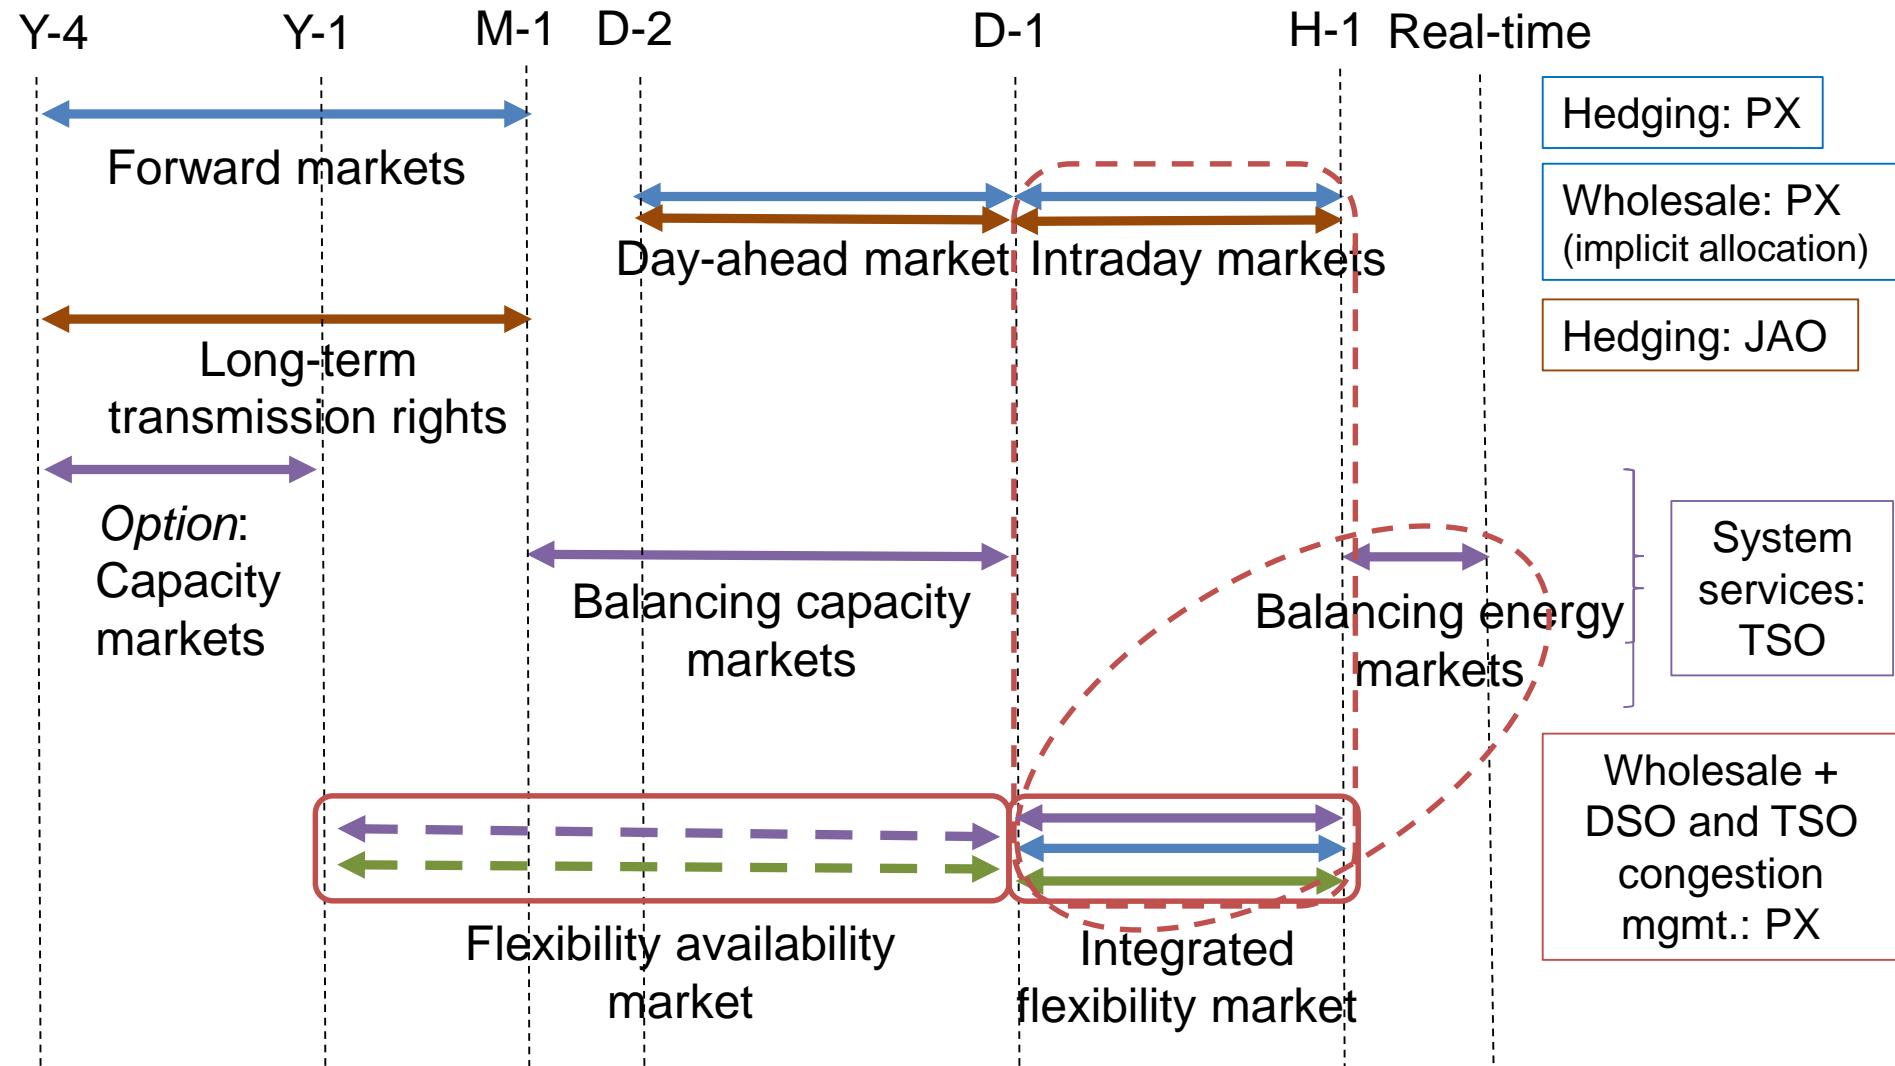 Y-4
Y-1
M-1
D-2
D-1
H-1
Real-time
Hedging: PX
Forward markets
Wholesale: PX
(implicit allocation)
Day-ahead market
Intraday markets
Hedging: JAO
Long-term
transmission rights
Option:
Capacity
markets
System
services:
TSO
Balancing capacity
markets
Balancing energy
markets
Wholesale +
DSO and TSO
congestion
mgmt.: PX
Flexibility availability
market
Integrated
flexibility market